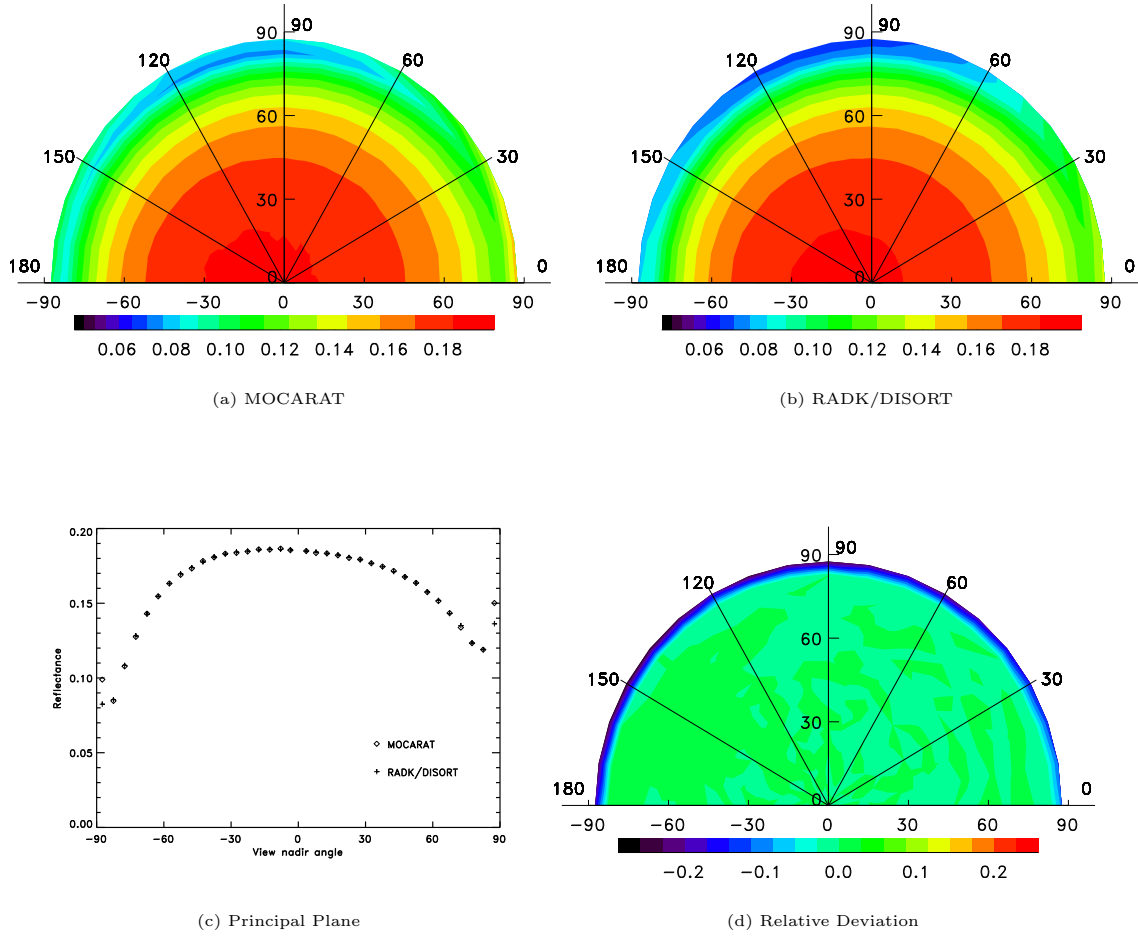 90
90
120
60
60
150
30
30
180
0
0
−90 −60 −30 0 30 60 90
0.06 0.08 0.10 0.12 0.14 0.16 0.18
(a) MOCARAT
90
90
120
60
60
150
30
30
180
0
0
−90 −60 −30 0 30 60 90
0.06 0.08 0.10 0.12 0.14 0.16 0.18
(b) RADK/DISORT
0.20
0.15
0.10
0.05
0.00
Reflectance
MOCARAT
RADK/DISORT
−90 −60 −30 0 30 60 90
View nadir angle
(c) Principal Plane
90
90
120
60
60
150
30
30
180
0
0
−90 −60 −30 0 30 60 90
−0.2 −0.1 0.0 0.1 0.2
(d) Relative Deviation